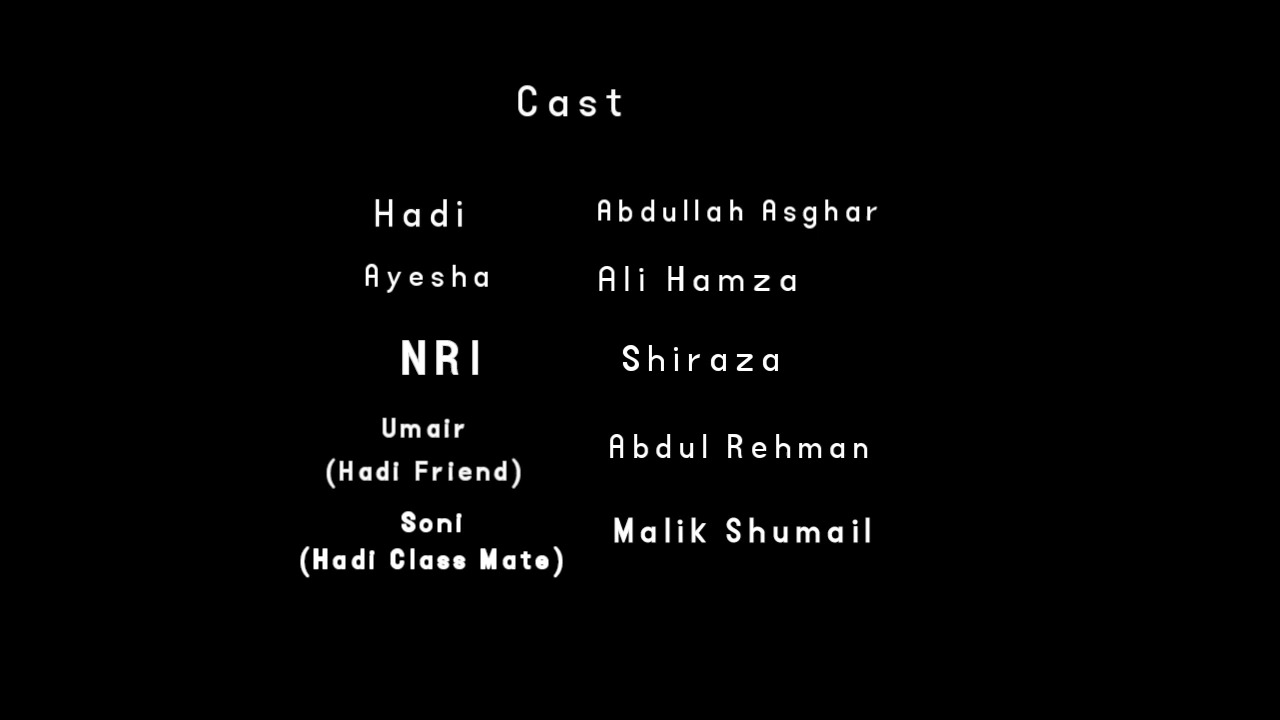 Cast
Hadi Abdullah Asghar
Ayesha Ali Hamza
NRI Shiraza
Umair
(Hadi Friend) Abdul Rehman
Soni
(Hadi Class Mate) Malik Shumail